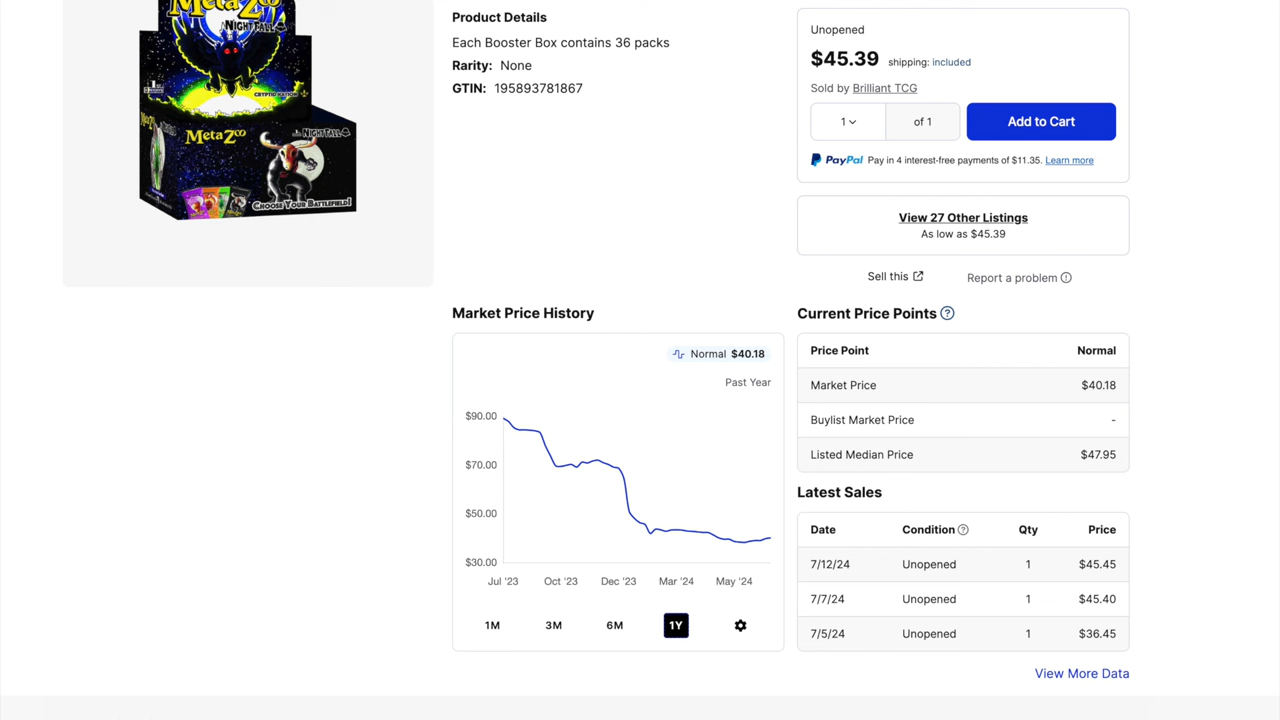 MetaZoo
NIGHTFALL
CRYPTID NATION
MetaZoo
MetaZoo
NIGHTFALL
CHOOSE YOUR BATTLEFIELD!
Product Details
Each Booster Box contains 36 packs
Rarity: None
GTIN: 195893781867
Unopened
$45.39 shipping: included
Sold by Brilliant TCG
1 of 1 Add to Cart
PayPal Pay in 4 interest-free payments of $11.35. Learn more
View 27 Other Listings
As low as $45.39
Sell this Report a problem
Market Price History
Normal $40.18
Past Year
$90.00
$70.00
$50.00
$30.00
Jul '23 Oct '23 Dec '23 Mar '24 May '24
1M 3M 6M 1Y
Current Price Points
Price Point Normal
Market Price $40.18
Buylist Market Price -
Listed Median Price $47.95
Latest Sales
Date Condition Qty Price
7/12/24 Unopened 1 $45.45
7/7/24 Unopened 1 $45.40
7/5/24 Unopened 1 $36.45
View More Data